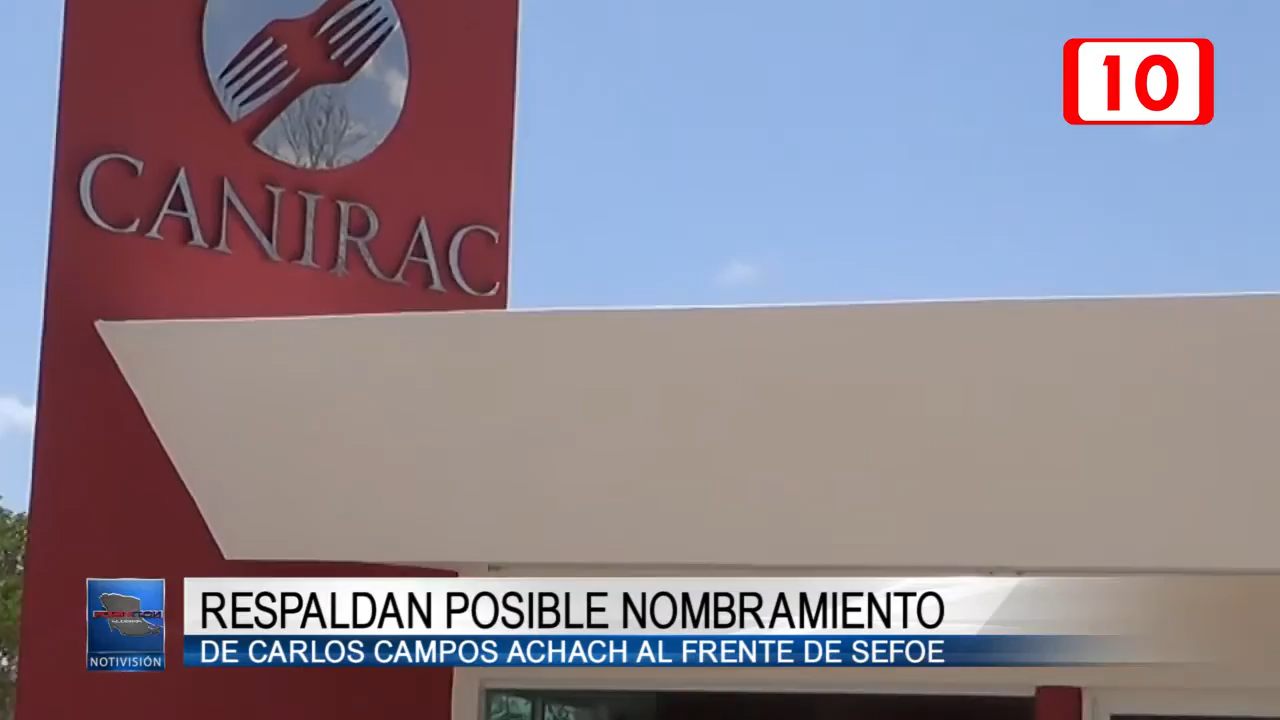 10
CANIRAC
RESPALDAN POSIBLE NOMBRAMIENTO
DE CARLOS CAMPOS ACHACH AL FRENTE DE SEFOE
NOTIVISIÓN